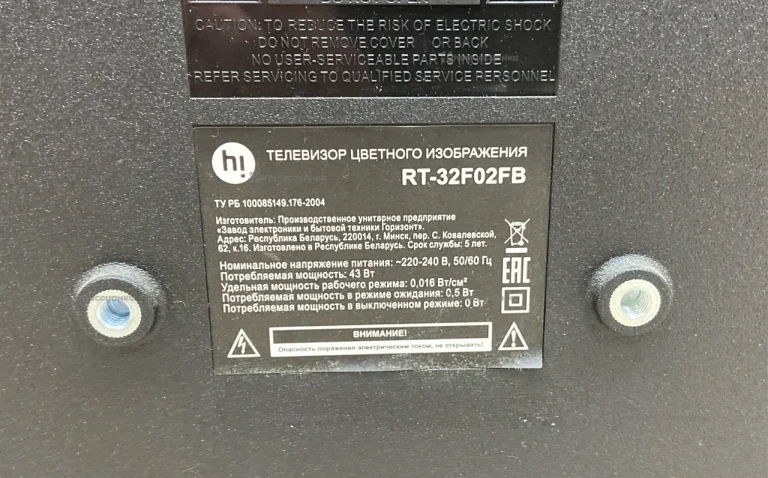 CAUTION: TO REDUCE THE RISK OF ELECTRIC SHOCK
DO NOT REMOVE COVER OR BACK
NO USER-SERVICEABLE PARTS INSIDE
REFER SERVICING TO QUALIFIED SERVICE PERSONNEL
hi
ТЕЛЕВИЗОР ЦВЕТНОГО ИЗОБРАЖЕНИЯ
RT-32F02FB
ТУ РБ 100085149.176-2004
Изготовитель: Производственное унитарное предприятие
«Завод электроники и бытовой техники Горизонт».
Адрес: Республика Беларусь, 220014, г. Минск, пер. С. Ковалевской,
62, к.16. Изготовлено в Республике Беларусь. Срок службы: 5 лет.
Номинальное напряжение питания: ~220-240 В, 50/60 Гц
Потребляемая мощность: 43 Вт
Удельная мощность рабочего режима: 0,016 Вт/см²
Потребляемая мощность в режиме ожидания: 0,5 Вт
Потребляемая мощность в выключенном режиме: 0 Вт
EAC
ВНИМАНИЕ!
Опасность поражения электрическим током, не открывать!